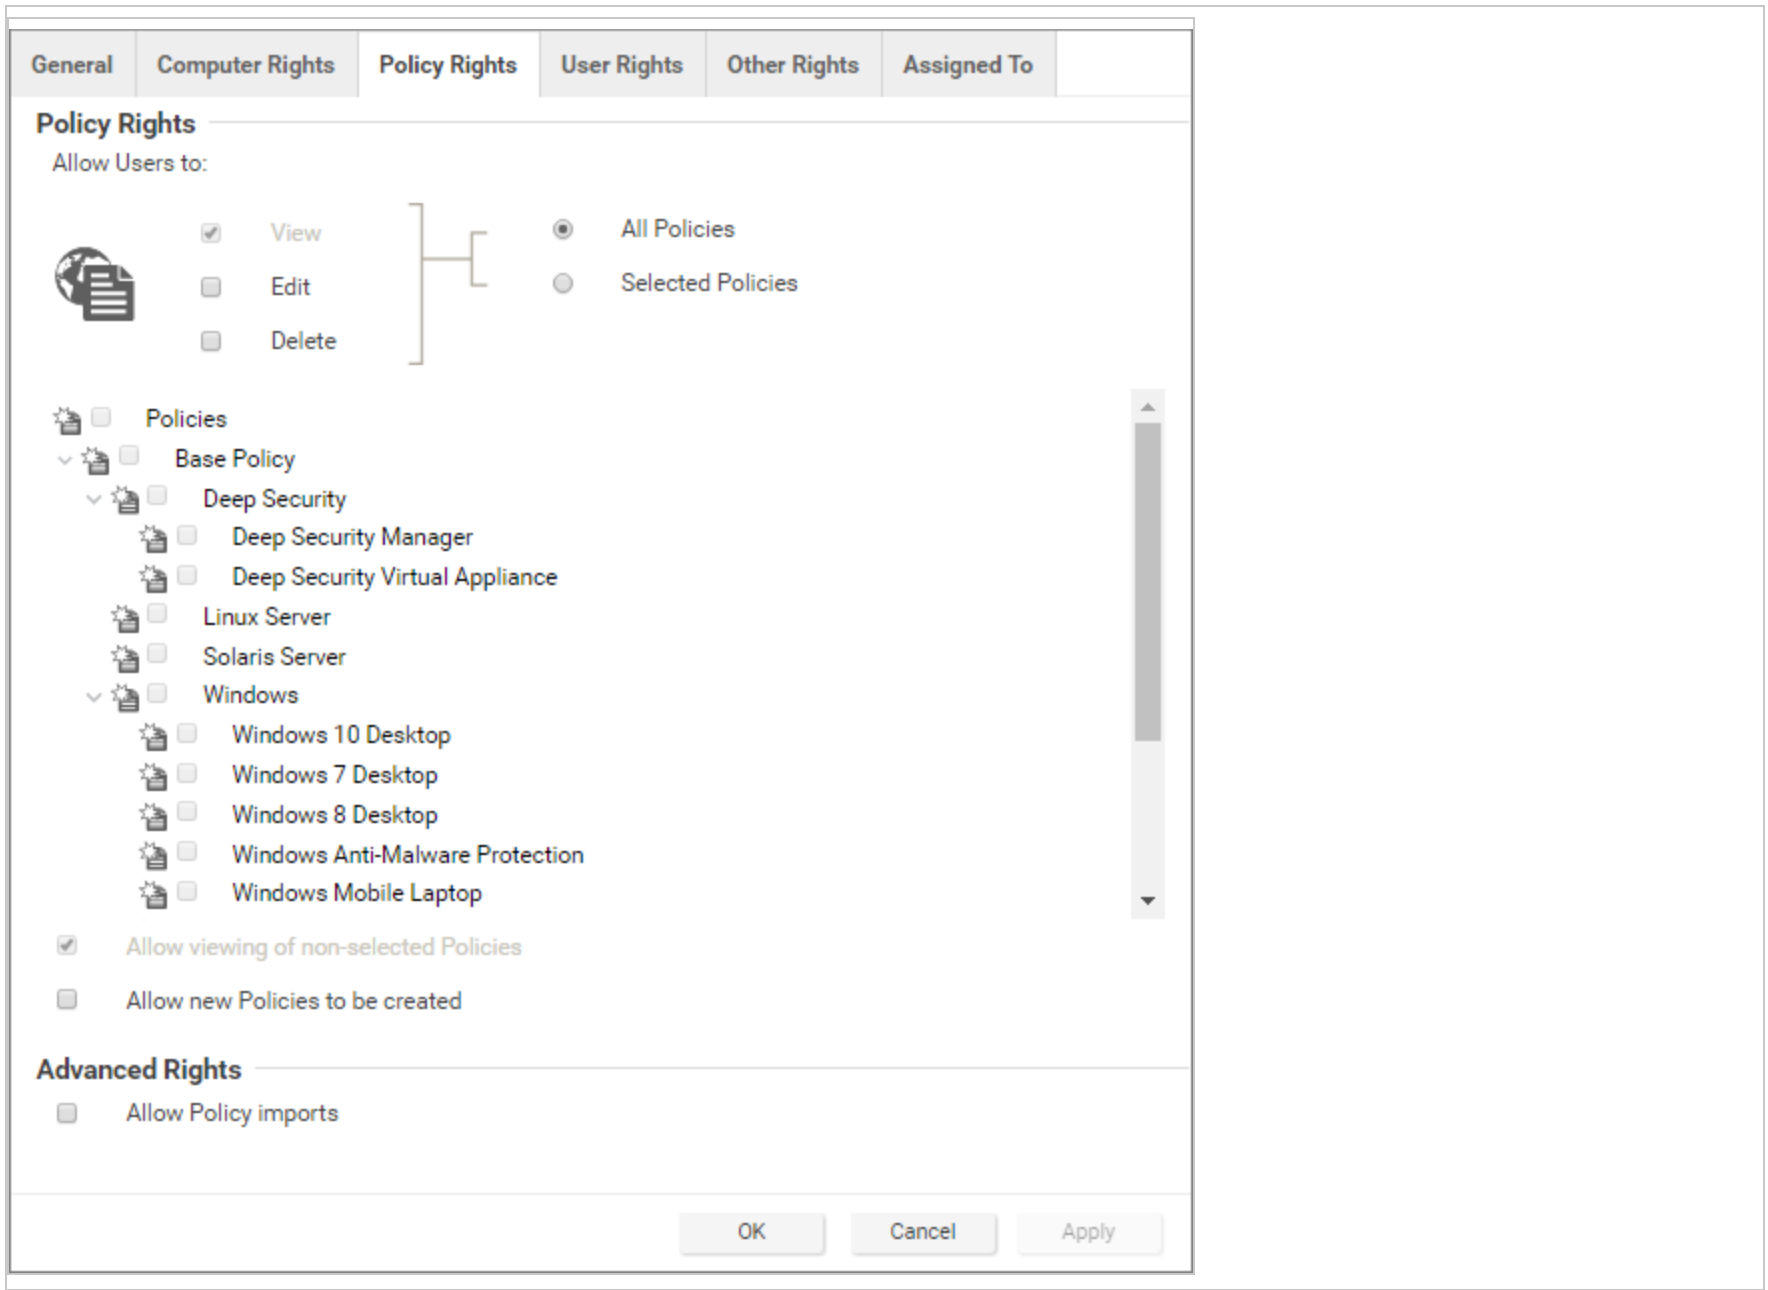 General Computer Rights Policy Rights User Rights Other Rights Assigned To
Policy Rights
Allow Users to:
View
Edit
Delete
All Policies
Selected Policies
Policies
Base Policy
Deep Security
Deep Security Manager
Deep Security Virtual Appliance
Linux Server
Solaris Server
Windows
Windows 10 Desktop
Windows 7 Desktop
Windows 8 Desktop
Windows Anti-Malware Protection
Windows Mobile Laptop
Allow viewing of non-selected Policies
Allow new Policies to be created
Advanced Rights
Allow Policy imports
OK Cancel Apply